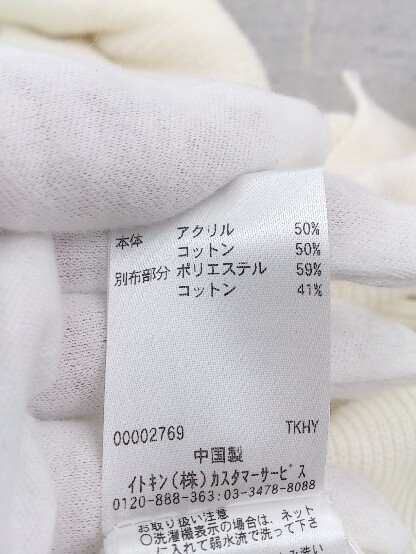 本体 アクリル 50%
コットン 50%
別布部分 ポリエステル 59%
コットン 41%
00002769 TKHY
中国製
イトキン(株)カスタマーサービス
0120-888-363:03-3478-8088
お取り扱い注意
○洗濯機表示の場合は、ネット
に入れて弱水流で洗って下さ